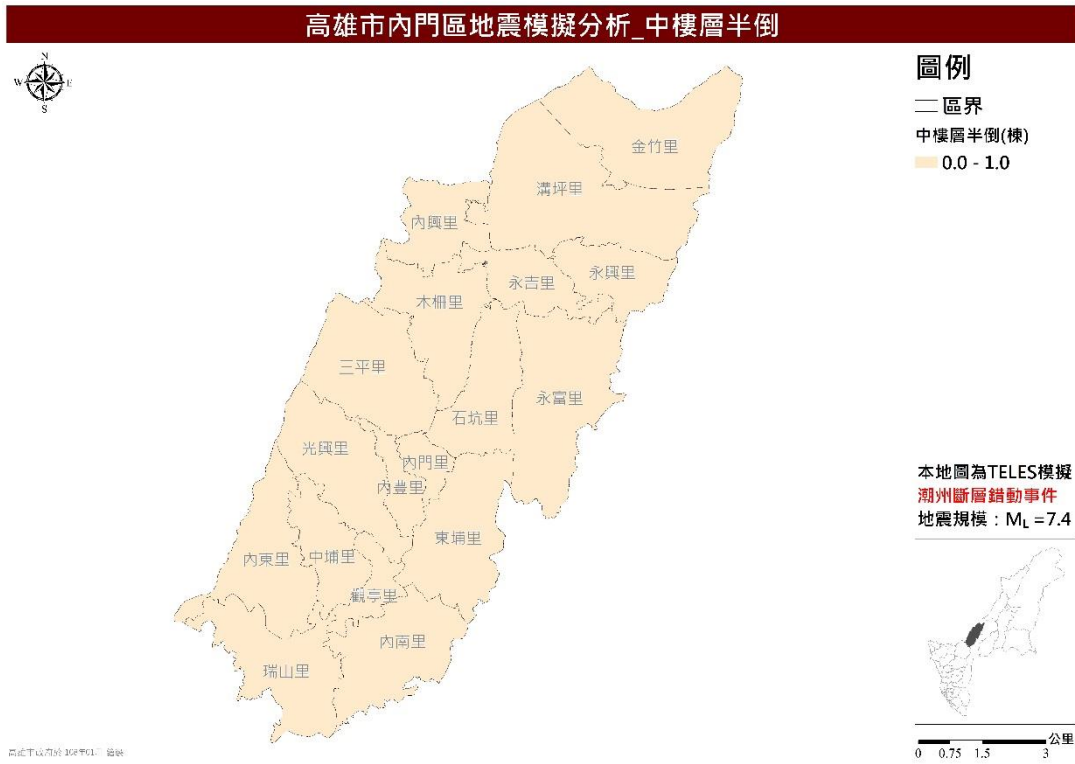 高雄市內門區地震模擬分析_中樓層半倒
N
W E
S
圖例
區界
中樓層半倒(棟)
0.0 - 1.0
金竹里
溝坪里
內興里
永吉里
永興里
木柵里
三平里
永富里
石坑里
光興里
內門里
內豊里
東埔里
內東里
中埔里
觀亭里
內南里
瑞山里
本地圖為TELES模擬
潮州斷層錯動事件
地震規模：ML =7.4
公里
0 0.75 1.5 3